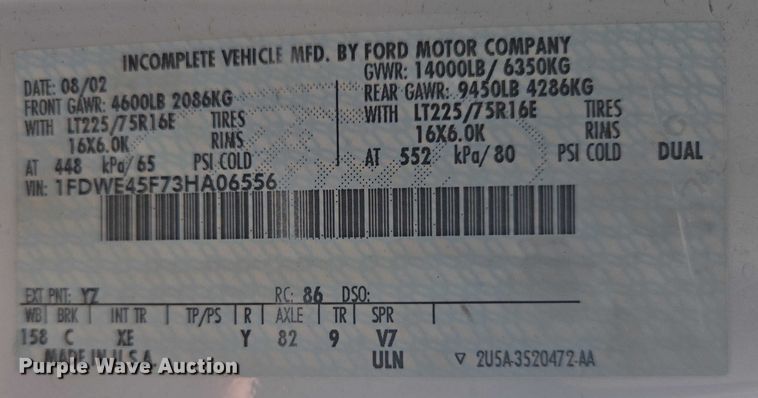 INCOMPLETE VEHICLE MFD. BY FORD MOTOR COMPANY
DATE: 08/02 GVWR: 14000LB/ 6350KG
FRONT GAWR: 4600LB 2086KG REAR GAWR: 9450LB 4286KG
WITH LT225/75R16E TIRES WITH LT225/75R16E TIRES
16X6.0K RIMS 16X6.0K RIMS
AT 448 kPa/65 PSI COLD AT 552 kPa/80 PSI COLD DUAL
VIN: 1FDWE45F73HA06556
EXT PNT: YZ RC: 86 DSO:
WB BRK INT TR TP/PS R AXLE TR SPR
158 C XE Y 82 9 V7
MADE IN U.S.A. ULN ▽ 2U5A-3520472-AA
Purple Wave Auction